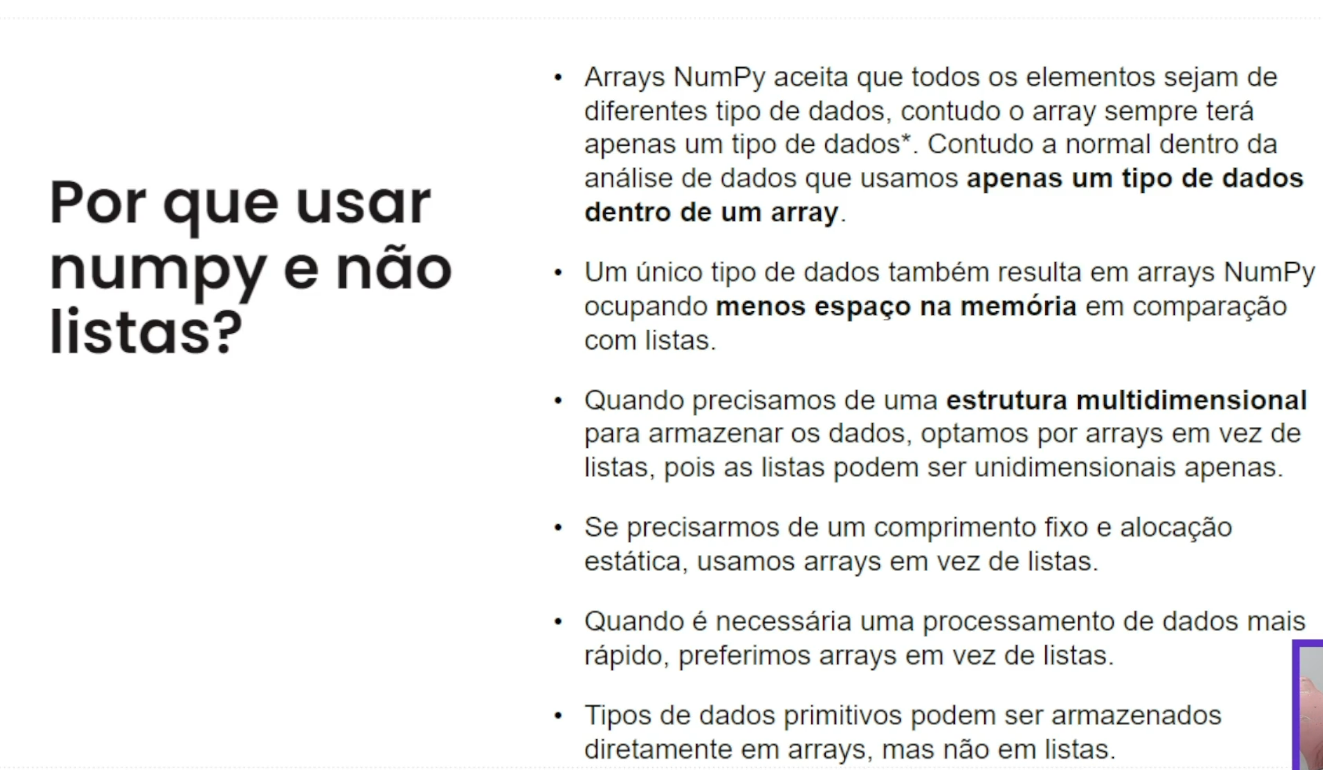 Por que usar
numpy e não
listas?
• Arrays NumPy aceita que todos os elementos sejam de
diferentes tipo de dados, contudo o array sempre terá
apenas um tipo de dados*. Contudo a normal dentro da
análise de dados que usamos apenas um tipo de dados
dentro de um array.
• Um único tipo de dados também resulta em arrays NumPy
ocupando menos espaço na memória em comparação
com listas.
• Quando precisamos de uma estrutura multidimensional
para armazenar os dados, optamos por arrays em vez de
listas, pois as listas podem ser unidimensionais apenas.
• Se precisarmos de um comprimento fixo e alocação
estática, usamos arrays em vez de listas.
• Quando é necessária uma processamento de dados mais
rápido, preferimos arrays em vez de listas.
• Tipos de dados primitivos podem ser armazenados
diretamente em arrays, mas não em listas.